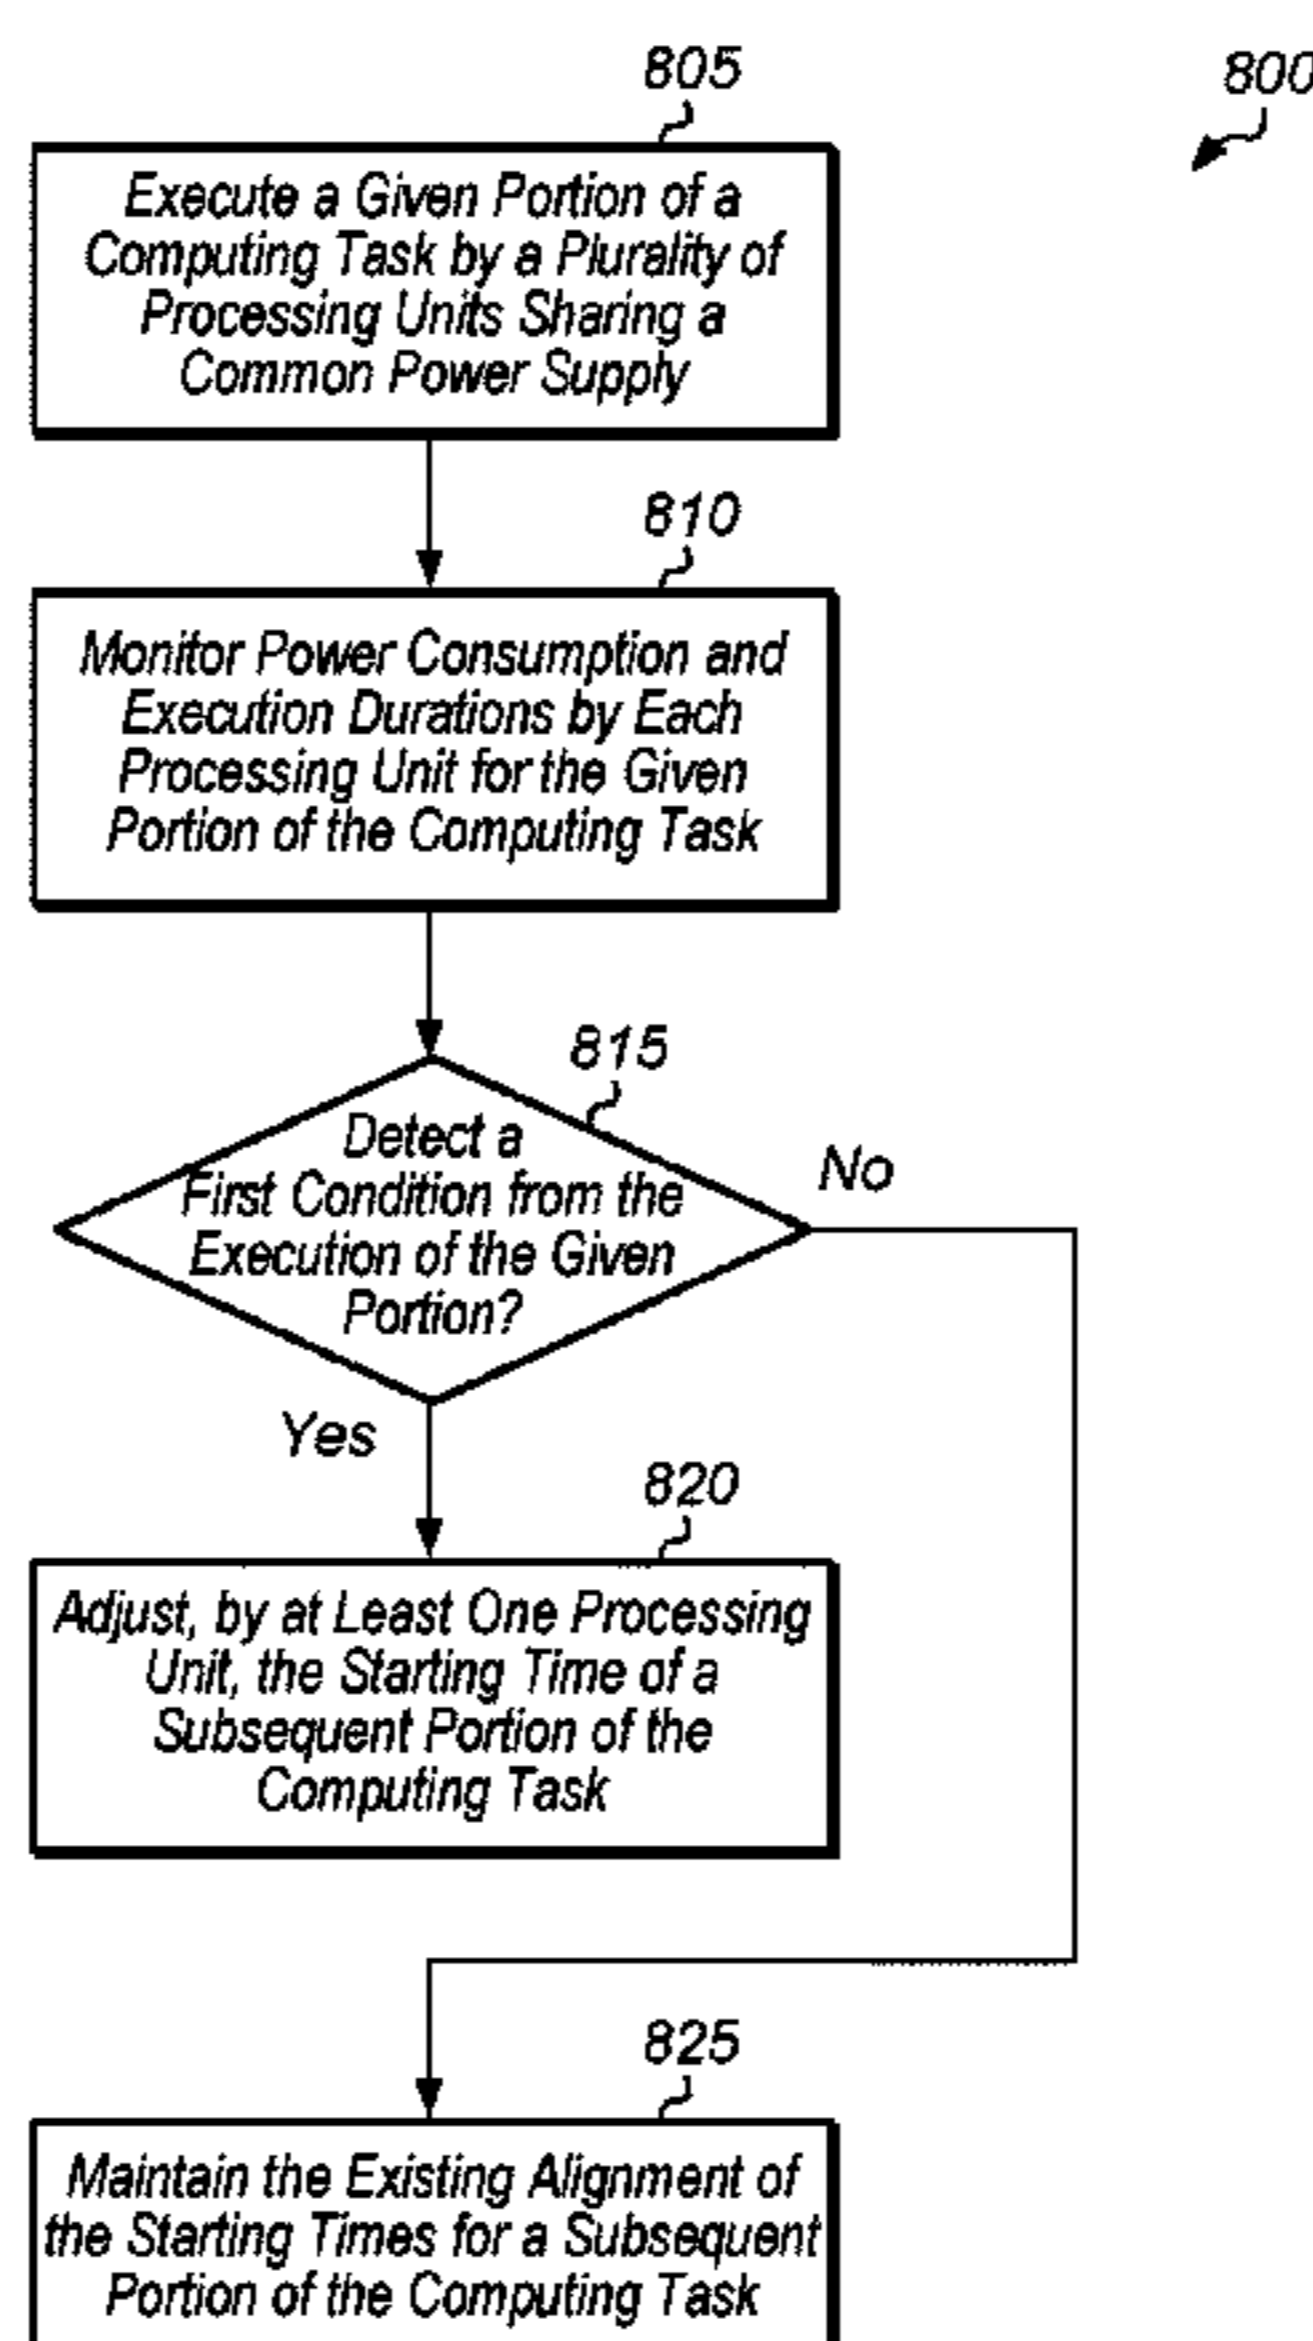 805
800
Execute a Given Portion of a
Computing Task by a Plurality of
Processing Units Sharing a
Common Power Supply
810
Monitor Power Consumption and
Execution Durations by Each
Processing Unit for the Given
Portion of the Computing Task
815
Detect a
First Condition from the
Execution of the Given
Portion?
No
Yes
820
Adjust, by at Least One Processing
Unit, the Starting Time of a
Subsequent Portion of the
Computing Task
825
Maintain the Existing Alignment of
the Starting Times for a Subsequent
Portion of the Computing Task